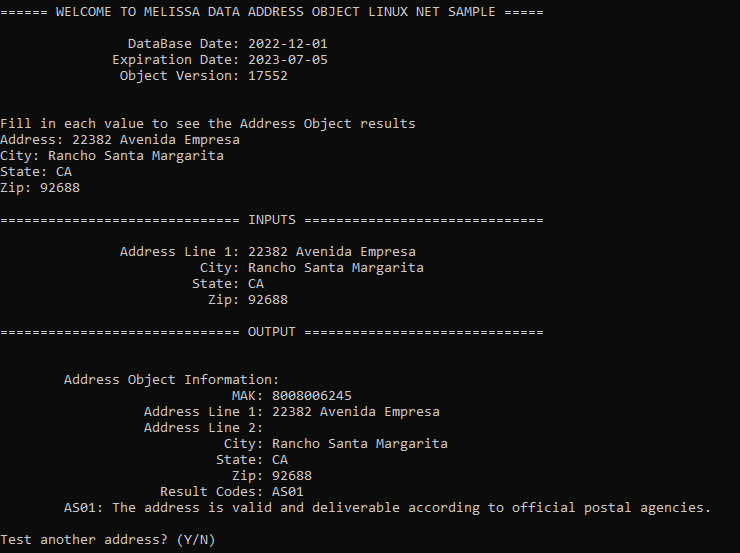 ====== WELCOME TO MELISSA DATA ADDRESS OBJECT LINUX NET SAMPLE =====
DataBase Date: 2022-12-01
Expiration Date: 2023-07-05
Object Version: 17552
Fill in each value to see the Address Object results
Address: 22382 Avenida Empresa
City: Rancho Santa Margarita
State: CA
Zip: 92688
============================== INPUTS ==============================
Address Line 1: 22382 Avenida Empresa
City: Rancho Santa Margarita
State: CA
Zip: 92688
============================== OUTPUT ==============================
Address Object Information:
MAK: 8008006245
Address Line 1: 22382 Avenida Empresa
Address Line 2:
City: Rancho Santa Margarita
State: CA
Zip: 92688
Result Codes: AS01
AS01: The address is valid and deliverable according to official postal agencies.
Test another address? (Y/N)